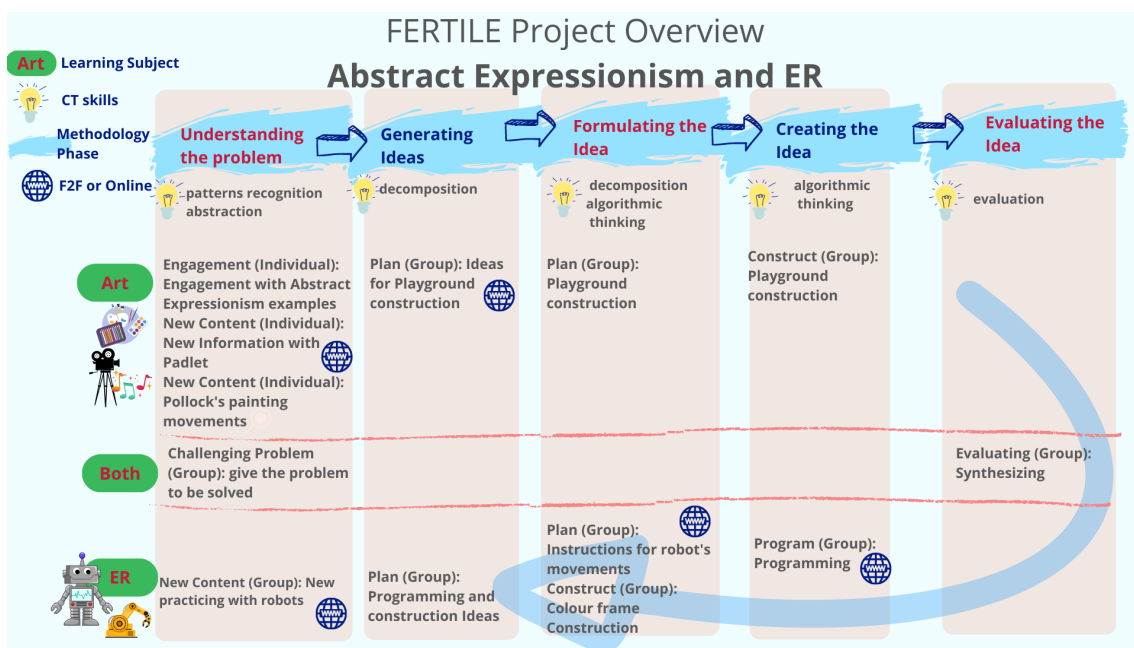 FERTILE Project Overview
Abstract Expressionism and ER
Art
Learning Subject
CT skills
Methodology
Phase
WWW
F2F or Online
Understanding
the problem
Generating
Ideas
Formulating the
Idea
Creating the
Idea
Evaluating the
Idea
patterns recognition
abstraction
decomposition
decomposition
algorithmic
thinking
algorithmic
thinking
evaluation
Art
Engagement (Individual):
Engagement with Abstract
Expressionism examples
New Content (Individual):
New Information with
Padlet
WWW
New Content (Individual):
Pollock's painting
movements
Plan (Group): Ideas
for Playground
construction
WWW
Plan (Group):
Playground
construction
Construct (Group):
Playground
construction
Both
Challenging Problem
(Group): give the problem
to be solved
Evaluating (Group):
Synthesizing
ER
New Content (Group): New
practicing with robots
WWW
Plan (Group):
Programming and
construction Ideas
WWW
Plan (Group):
Instructions for robot's
movements
Construct (Group):
Colour frame
Construction
Program (Group):
Programming
WWW